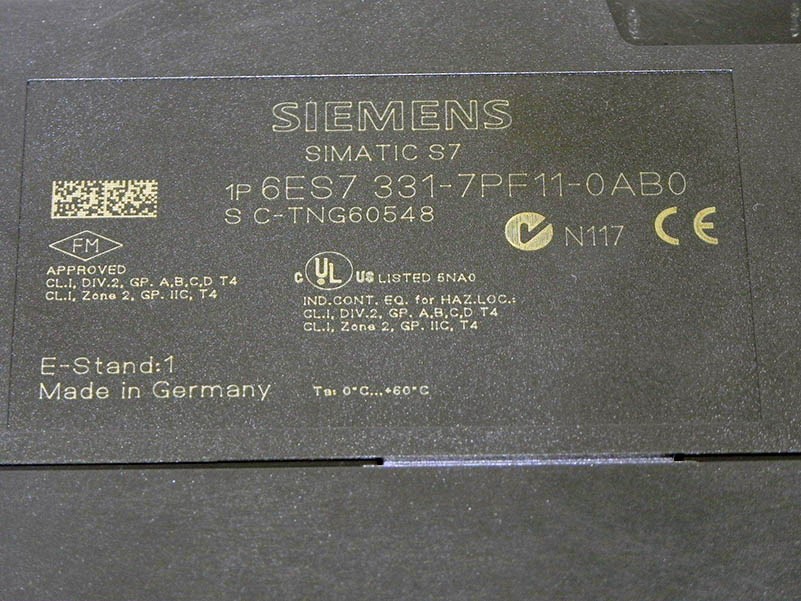 SIEMENS
SIMATIC S7
1P 6ES7 331-7PF11-0AB0
S C-TNG60548
N117 CE
FM
APPROVED
CL.I, DIV.2, GP. A,B,C,D T4
CL.I, Zone 2, GP. IIC, T4
C UL US LISTED 5NA0
IND.CONT. EQ. for HAZ.LOC.:
CL.I, DIV.2, GP. A,B,C,D T4
CL.I, Zone 2, GP. IIC, T4
E-Stand:1
Made in Germany
Ta: 0°C...+60°C